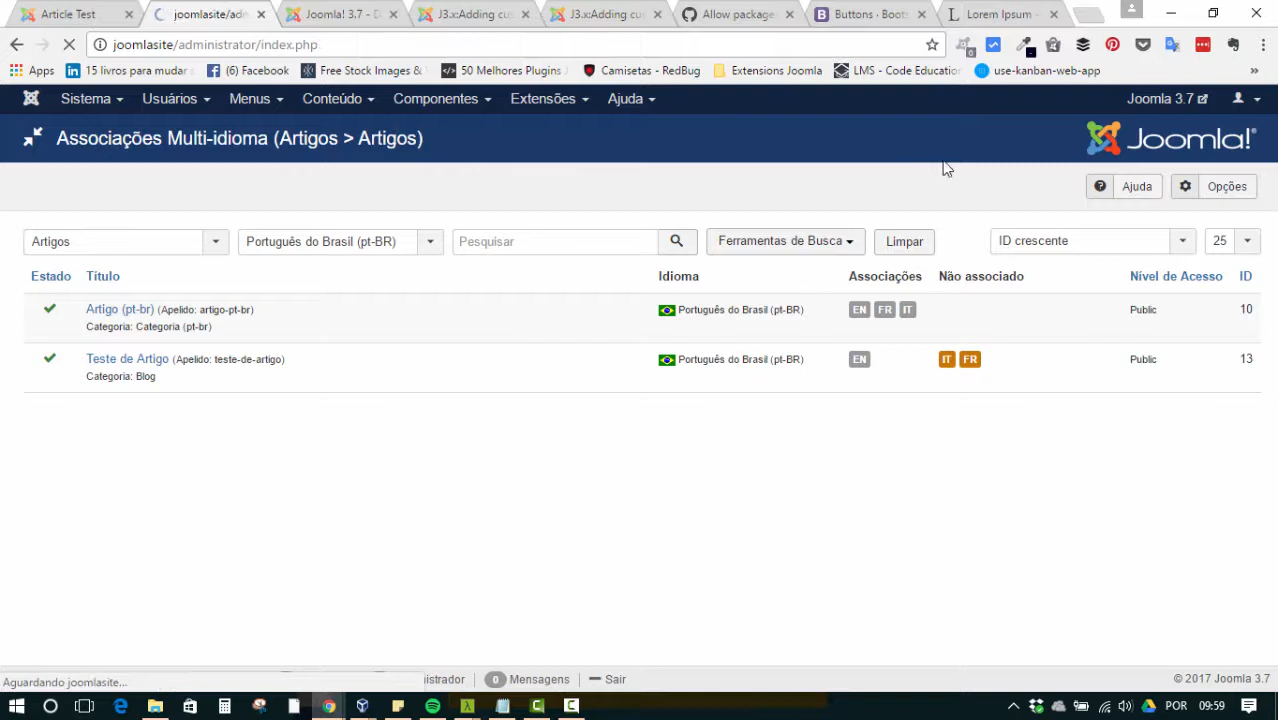 Article Test
joomlasite/adm
Joomla! 3.7 - D
J3.x:Adding cus
J3.x:Adding cus
Allow package
Buttons · Boots
Lorem Ipsum -
joomlasite/administrator/index.php
Apps
15 livros para mudar
(6) Facebook
Free Stock Images & V
50 Melhores Plugins J
Camisetas - RedBug
Extensions Joomla
LMS - Code Education
use-kanban-web-app
Sistema
Usuários
Menus
Conteúdo
Componentes
Extensões
Ajuda
Joomla 3.7
Associações Multi-idioma (Artigos > Artigos)
Joomla!®
Ajuda
Opções
Artigos
Português do Brasil (pt-BR)
Pesquisar
Ferramentas de Busca
Limpar
ID crescente
25
Estado Título Idioma Associações Não associado Nível de Acesso ID
Artigo (pt-br) (Apelido: artigo-pt-br) Português do Brasil (pt-BR) EN FR IT Public 10
Categoria: Categoria (pt-br)
Teste de Artigo (Apelido: teste-de-artigo) Português do Brasil (pt-BR) EN IT FR Public 13
Categoria: Blog
Aguardando joomlasite...
ministrador
0 Mensagens
Sair
© 2017 Joomla 3.7
POR
09:59